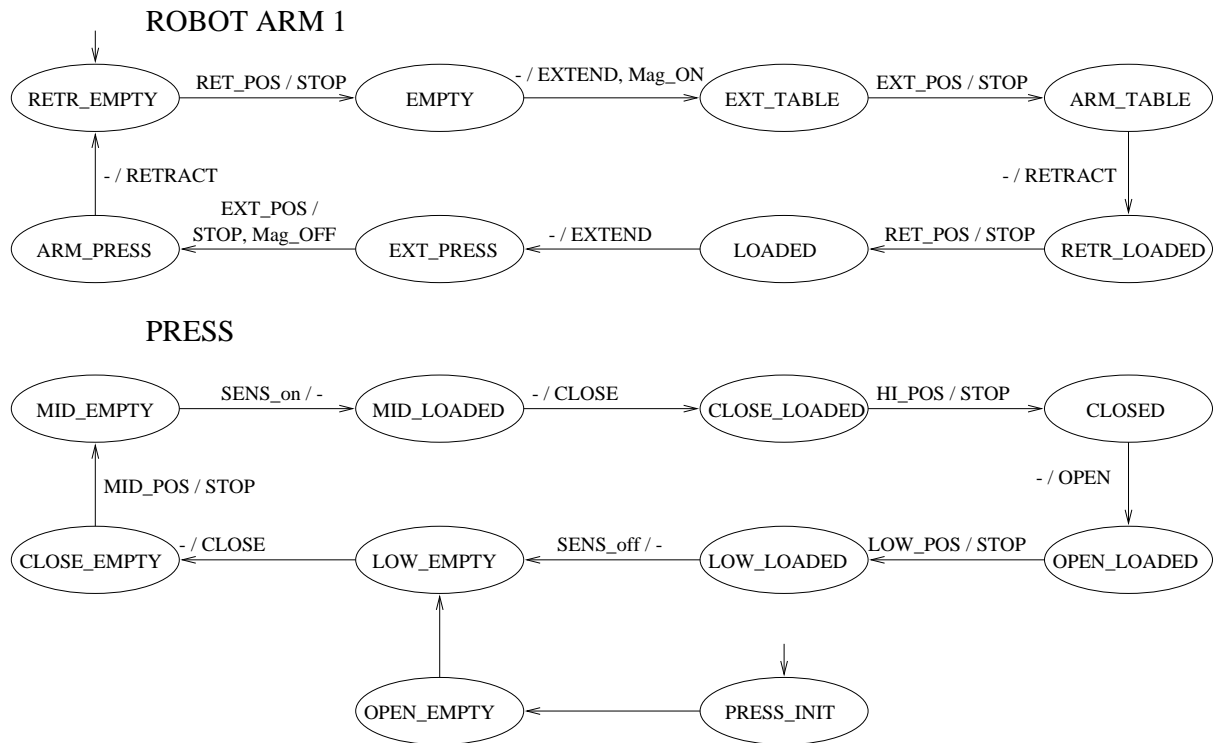 ROBOT ARM 1
RET_POS / STOP
- / EXTEND, Mag_ON
EXT_POS / STOP
RETR_EMPTY
EMPTY
EXT_TABLE
ARM_TABLE
- / RETRACT
- / RETRACT
EXT_POS /
STOP, Mag_OFF
- / EXTEND
RET_POS / STOP
ARM_PRESS
EXT_PRESS
LOADED
RETR_LOADED
PRESS
SENS_on / -
- / CLOSE
HI_POS / STOP
MID_EMPTY
MID_LOADED
CLOSE_LOADED
CLOSED
MID_POS / STOP
- / OPEN
- / CLOSE
SENS_off / -
LOW_POS / STOP
CLOSE_EMPTY
LOW_EMPTY
LOW_LOADED
OPEN_LOADED
OPEN_EMPTY
PRESS_INIT